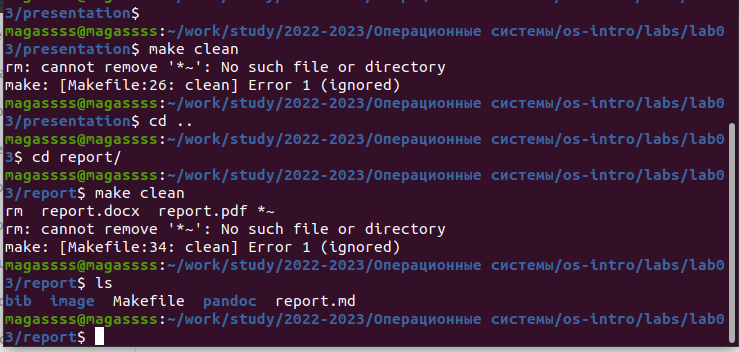 3/presentation$
magassss@magassss:~/work/study/2022-2023/Операционные системы/os-intro/labs/lab0
3/presentation$ make clean
rm: cannot remove '*~': No such file or directory
make: [Makefile:26: clean] Error 1 (ignored)
magassss@magassss:~/work/study/2022-2023/Операционные системы/os-intro/labs/lab0
3/presentation$ cd ..
magassss@magassss:~/work/study/2022-2023/Операционные системы/os-intro/labs/lab0
3$ cd report/
magassss@magassss:~/work/study/2022-2023/Операционные системы/os-intro/labs/lab0
3/report$ make clean
rm  report.docx  report.pdf *~
rm: cannot remove '*~': No such file or directory
make: [Makefile:34: clean] Error 1 (ignored)
magassss@magassss:~/work/study/2022-2023/Операционные системы/os-intro/labs/lab0
3/report$ ls
bib  image  Makefile  pandoc  report.md
magassss@magassss:~/work/study/2022-2023/Операционные системы/os-intro/labs/lab0
3/report$